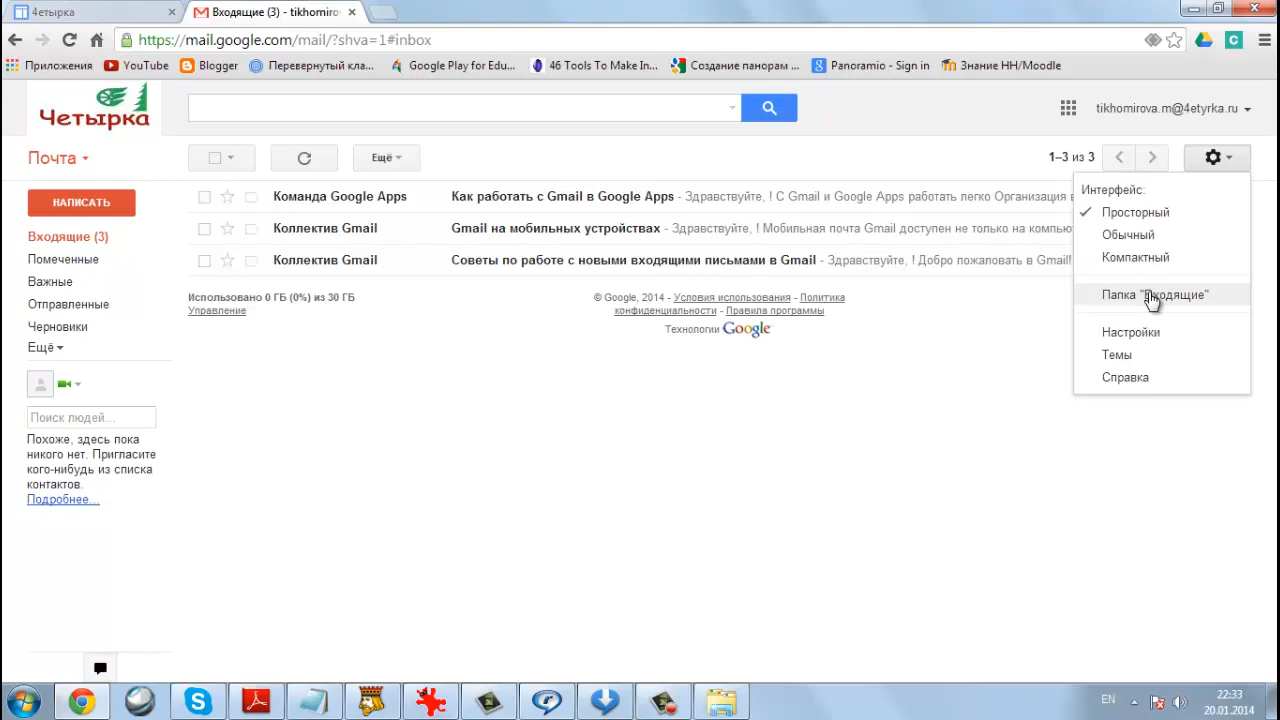 4етырка
Входящие (3) - tikhomirov
https://mail.google.com/mail/?shva=1#inbox
Приложения YouTube Blogger Перевернутый кла... Google Play for Edu... 46 Tools To Make In... Создание панорам ... Panoramio - Sign in Знание НН/Moodle
Четырка
tikhomirova.m@4etyrka.ru
Почта
Ещё
1–3 из 3
НАПИСАТЬ
Входящие (3)
Помеченные
Важные
Отправленные
Черновики
Ещё
Поиск людей...
Похоже, здесь пока
никого нет. Пригласите
кого-нибудь из списка
контактов.
Подробнее...
Команда Google Apps Как работать с Gmail в Google Apps - Здравствуйте, ! С Gmail и Google Apps работать легко Организация в
Коллектив Gmail Gmail на мобильных устройствах - Здравствуйте, ! Мобильная почта Gmail доступен не только на компью
Коллектив Gmail Советы по работе с новыми входящими письмами в Gmail - Здравствуйте, ! Добро пожаловать в Gmail!
Использовано 0 ГБ (0%) из 30 ГБ
Управление
© Google, 2014 - Условия использования - Политика
конфиденциальности - Правила программы
Технологии Google
Интерфейс:
Просторный
Обычный
Компактный
Папка "Входящие"
Настройки
Темы
Справка
EN
22:33
20.01.2014